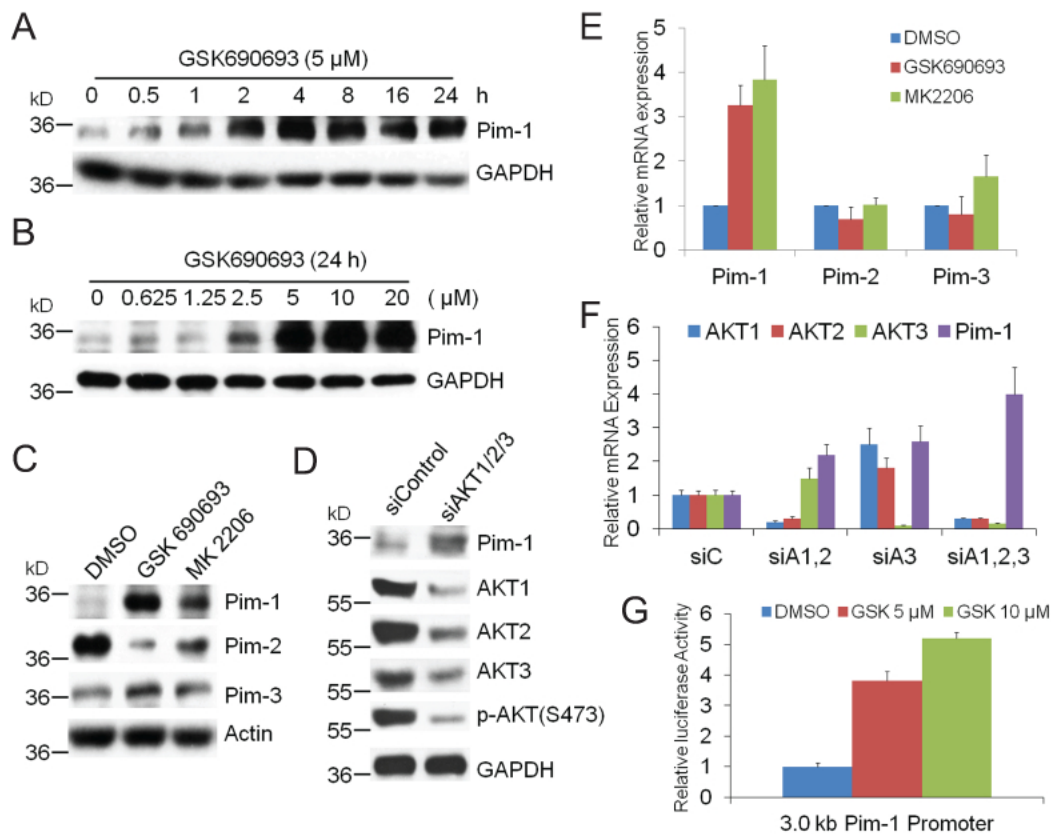 A
GSK690693 (5 µM)
kD 0 0.5 1 2 4 8 16 24 h
36 Pim-1
36 GAPDH
B
GSK690693 (24 h)
kD 0 0.625 1.25 2.5 5 10 20 ( µM)
36 Pim-1
36 GAPDH
C
kD DMSO GSK 690693 MK 2206
36 Pim-1
36 Pim-2
36 Pim-3
36 Actin
D
kD siControl siAKT1/2/3
36 Pim-1
55 AKT1
55 AKT2
55 AKT3
55 p-AKT(S473)
36 GAPDH
E
Relative mRNA expression
5
4
3
2
1
0
DMSO
GSK690693
MK2206
Pim-1 Pim-2 Pim-3
F
AKT1 AKT2 AKT3 Pim-1
Relative mRNA Expression
6
5
4
3
2
1
0
siC siA1,2 siA3 siA1,2,3
G
DMSO GSK 5 µM GSK 10 µM
Relative luciferase Activity
6
5
4
3
2
1
0
3.0 kb Pim-1 Promoter